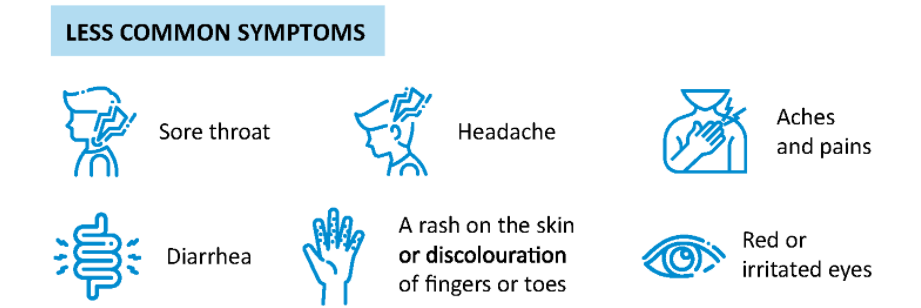 LESS COMMON SYMPTOMS
Sore throat
Headache
Aches
and pains
Diarrhea
A rash on the skin
or discolouration
of fingers or toes
Red or
irritated eyes